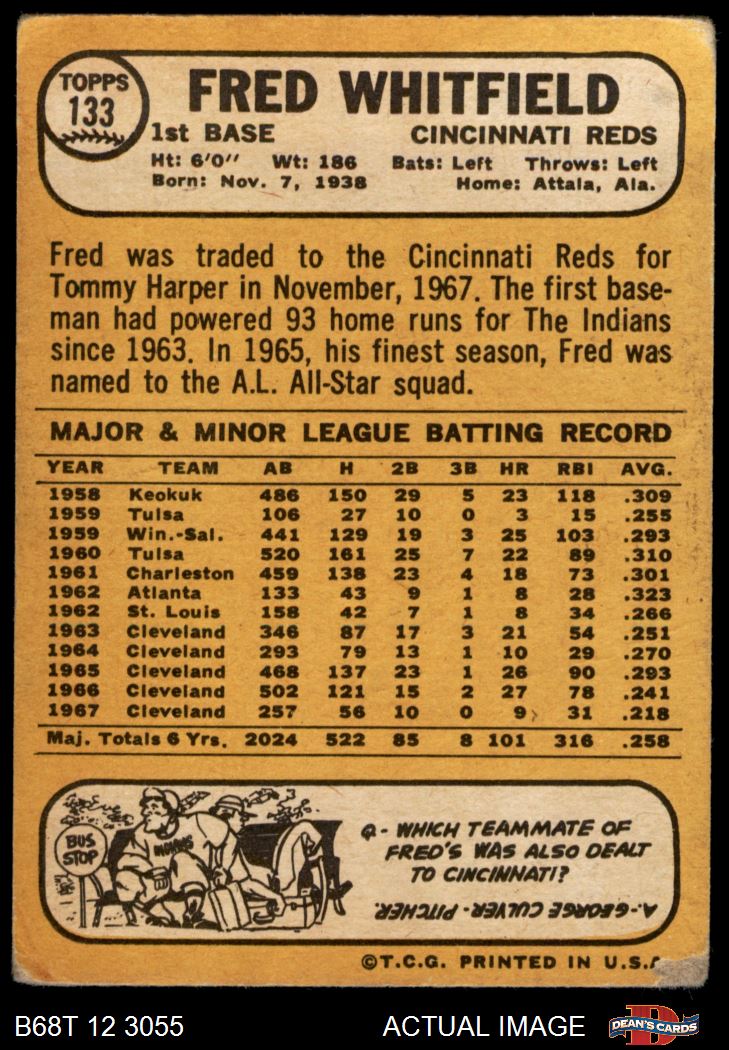 TOPPS
133
FRED WHITFIELD
1st BASE CINCINNATI REDS
Ht: 6'0" Wt: 186 Bats: Left Throws: Left
Born: Nov. 7, 1938 Home: Attala, Ala.
Fred was traded to the Cincinnati Reds for
Tommy Harper in November, 1967. The first base-
man had powered 93 home runs for The Indians
since 1963. In 1965, his finest season, Fred was
named to the A.L. All-Star squad.
MAJOR & MINOR LEAGUE BATTING RECORD
YEAR TEAM AB H 2B 3B HR RBI AVG.
1958 Keokuk 486 150 29 5 23 118 .309
1959 Tulsa 106 27 10 0 3 15 .255
1959 Win.-Sal. 441 129 19 3 25 103 .293
1960 Tulsa 520 161 25 7 22 89 .310
1961 Charleston 459 138 23 4 18 73 .301
1962 Atlanta 133 43 9 1 8 28 .323
1962 St. Louis 158 42 7 1 8 34 .266
1963 Cleveland 346 87 17 3 21 54 .251
1964 Cleveland 293 79 13 1 10 29 .270
1965 Cleveland 468 137 23 1 26 90 .293
1966 Cleveland 502 121 15 2 27 78 .241
1967 Cleveland 257 56 10 0 9 31 .218
Maj. Totals 6 Yrs. 2024 522 85 8 101 316 .258
BUS
STOP
INDIANS
Q- WHICH TEAMMATE OF
FRED'S WAS ALSO DEALT
TO CINCINNATI?
A- GEORGE CULVER - PITCHER.
©T.C.G. PRINTED IN U.S.A
B68T 12 3055 ACTUAL IMAGE
DEAN'S CARDS